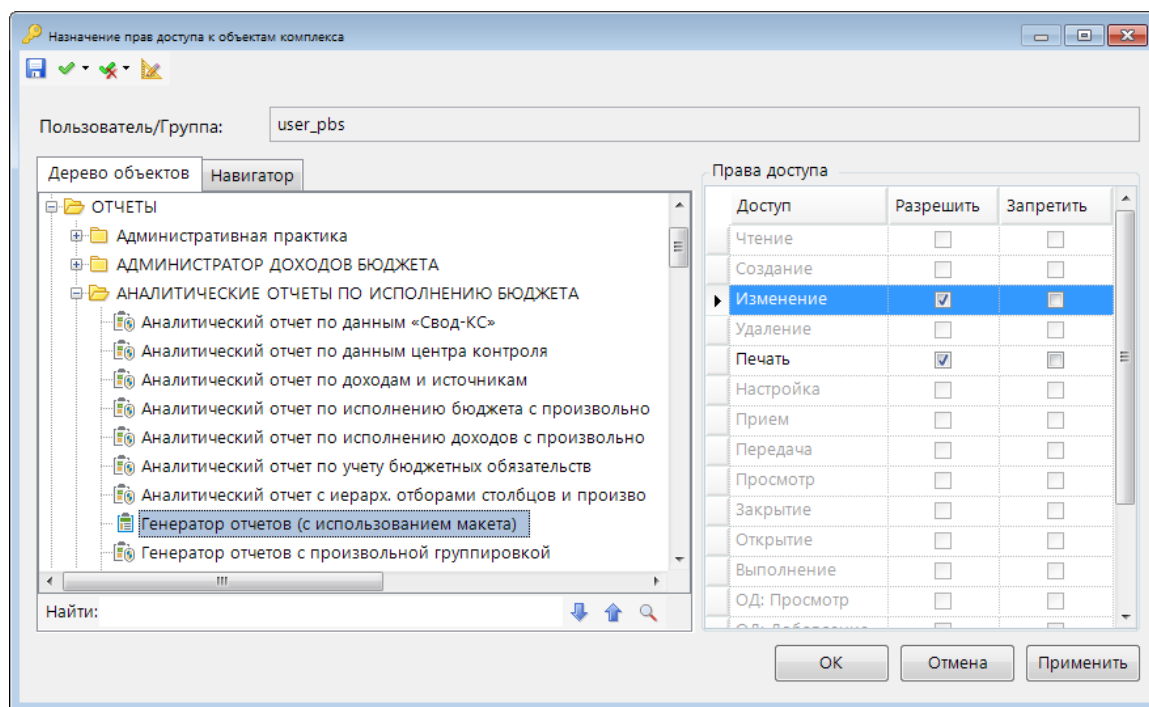 Назначение прав доступа к объектам комплекса
Пользователь/Группа: user_pbs
Дерево объектов Навигатор
ОТЧЕТЫ
Административная практика
АДМИНИСТРАТОР ДОХОДОВ БЮДЖЕТА
АНАЛИТИЧЕСКИЕ ОТЧЕТЫ ПО ИСПОЛНЕНИЮ БЮДЖЕТА
Аналитический отчет по данным «Свод-КС»
Аналитический отчет по данным центра контроля
Аналитический отчет по доходам и источникам
Аналитический отчет по исполнению бюджета с произвольно
Аналитический отчет по исполнению доходов с произвольно
Аналитический отчет по учету бюджетных обязательств
Аналитический отчет с иерарх. отборами столбцов и произво
Генератор отчетов (с использованием макета)
Генератор отчетов с произвольной группировкой
Найти:
Права доступа
Доступ Разрешить Запретить
Чтение
Создание
Изменение
Удаление
Печать
Настройка
Прием
Передача
Просмотр
Закрытие
Открытие
Выполнение
ОД: Просмотр
ОК Отмена Применить